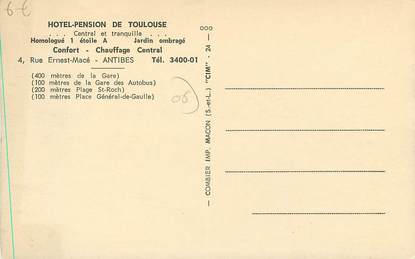 6-€
HOTEL-PENSION DE TOULOUSE
. . . Central et tranquille . . .
Homologué 1 étoile A Jardin ombragé
Confort - Chauffage Central
4, Rue Ernest-Macé - ANTIBES Tél. 3400-01
(400 mètres de la Gare)
(100 mètres de la Gare des Autobus)
(200 mètres Plage St-Roch)
(100 mètres Place Général-de-Gaulle)
06
— COMBIER IMP. MACON (S.-et-L.) "CIM" - 24 —